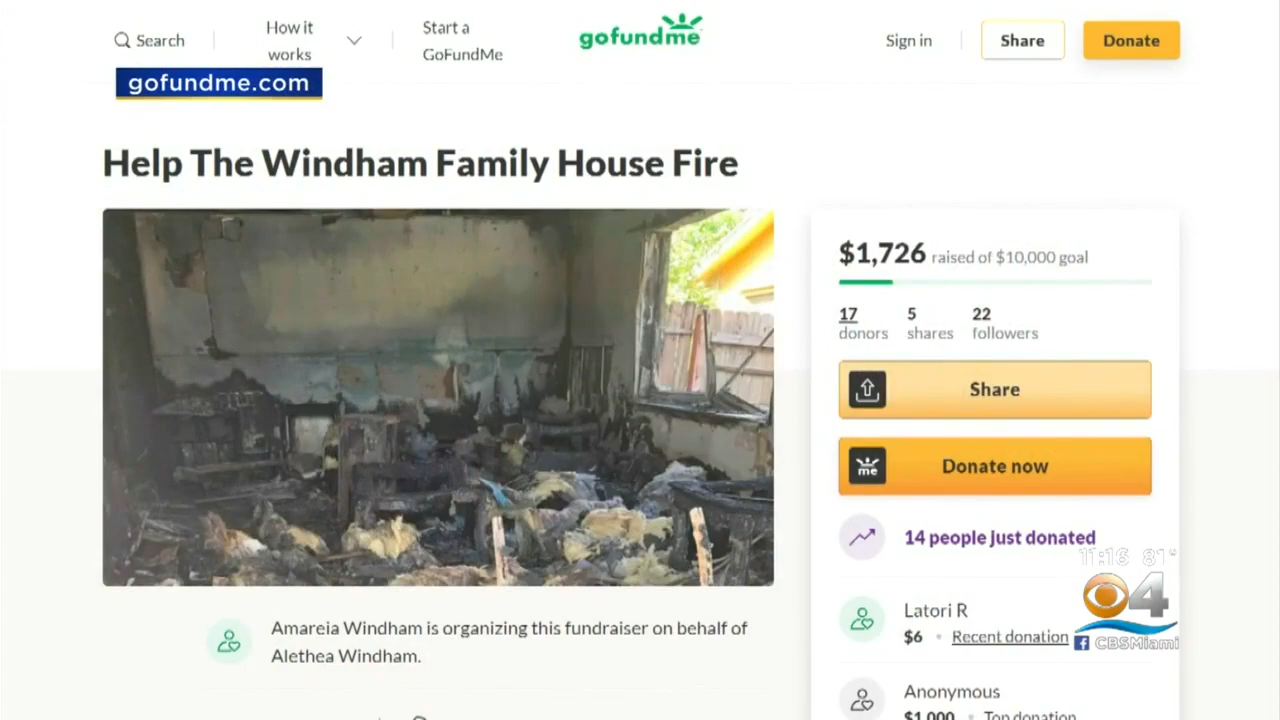 Search
How it
works
Start a
GoFundMe
gofundme
Sign in
Share
Donate
gofundme.com
Help The Windham Family House Fire
$1,726 raised of $10,000 goal
17
donors
5
shares
22
followers
Share
me
Donate now
14 people just donated
11:16 81°
Latori R
$6 • Recent donation
4
CBSMiami
Anonymous
$1,000 • Top donation
Amareia Windham is organizing this fundraiser on behalf of
Alethea Windham.